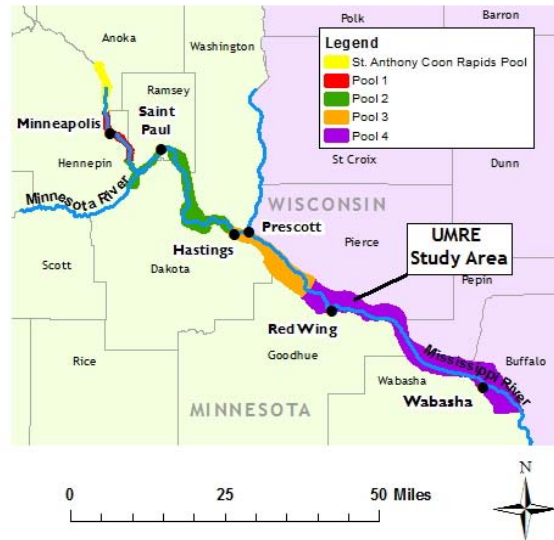 Polk
Barron
Anoka
Washington
Legend
St. Anthony Coon Rapids Pool
Pool 1
Pool 2
Pool 3
Pool 4
Ramsey
Saint
Paul
Minneapolis
Hennepin
St Croix
Dunn
Minnesota River
WISCONSIN
Prescott
Hastings
Pierce
UMRE
Study Area
Scott
Dakota
Pepin
Red Wing
Goodhue
Rice
Mississippi River
Buffalo
Wabasha
Wabasha
MINNESOTA
N
0 25 50 Miles